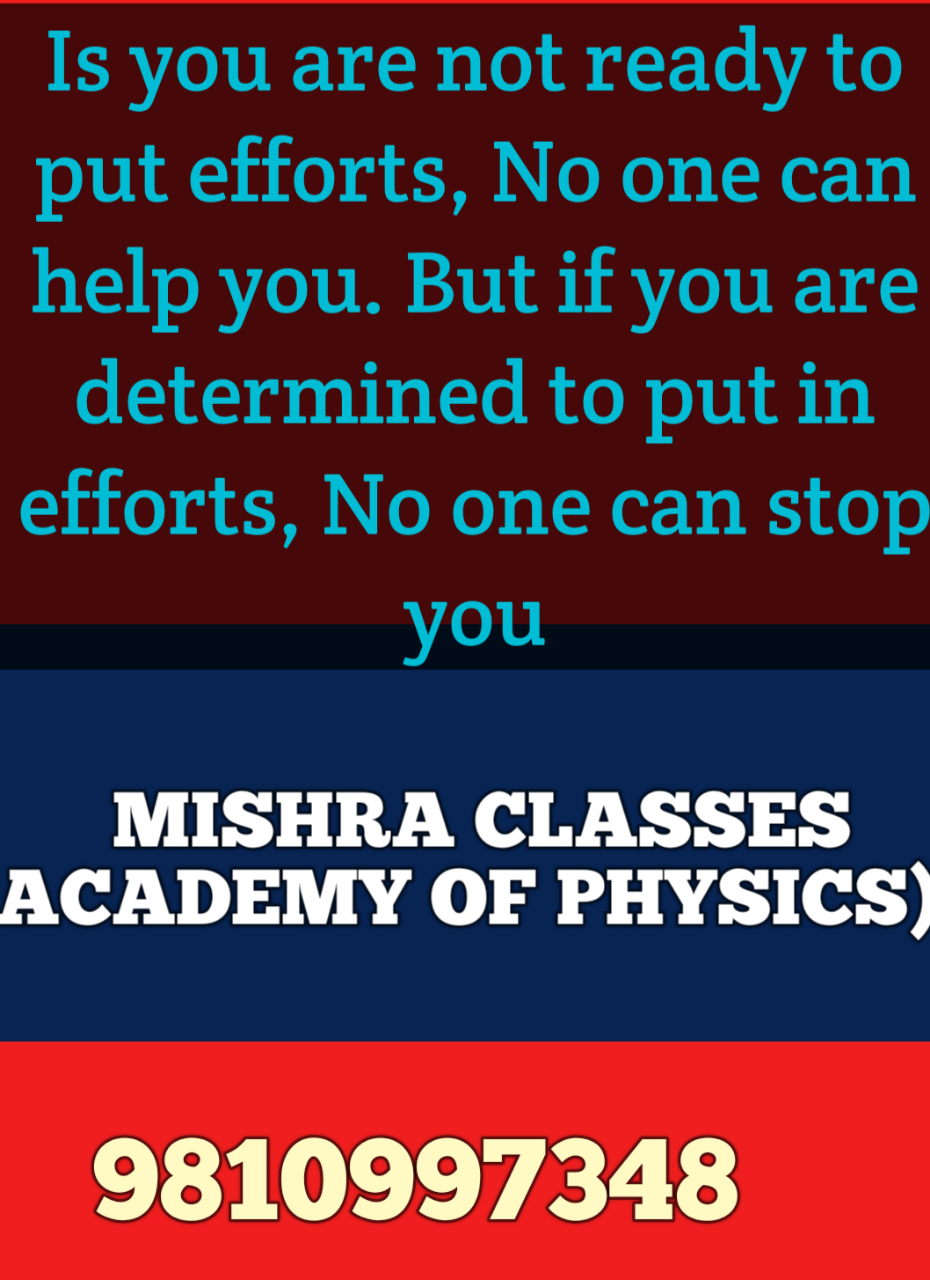 Is you are not ready to
put efforts, No one can
help you. But if you are
determined to put in
efforts, No one can stop
you
MISHRA CLASSES
ACADEMY OF PHYSICS)
9810997348